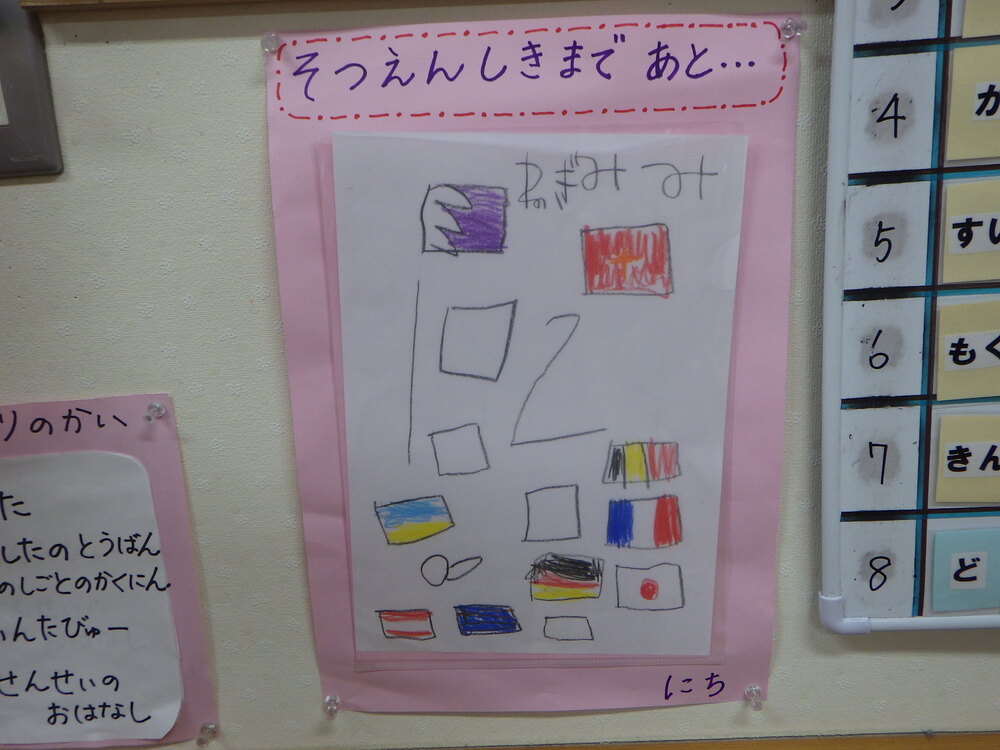 そつえんしきまで あと…
12
にち
りのかい
た
したのとうばん
のしごとのかくにん
んたびゅー
せんせいの
おはなし
4 か
5 すい
6 もく
7 きん
8 ど